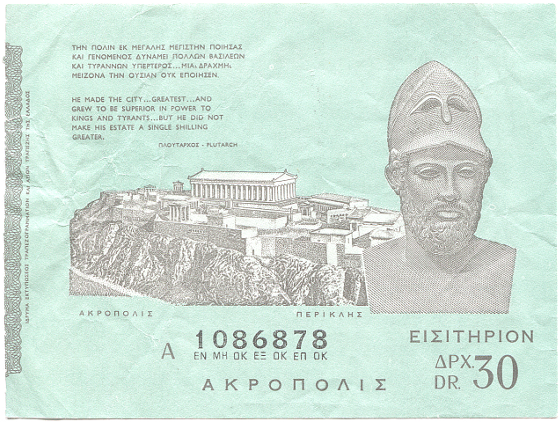 ΤΗΝ ΠΟΛΙΝ ΕΚ ΜΕΓΑΛΗΣ ΜΕΓΙΣΤΗΝ ΠΟΙΗΣΑΣ
ΚΑΙ ΓΕΝΟΜΕΝΟΣ ΔΥΝΑΜΕΙ ΠΟΛΛΩΝ ΒΑΣΙΛΕΩΝ
ΚΑΙ ΤΥΡΑΝΝΩΝ ΥΠΕΡΤΕΡΟΣ...ΜΙΑι ΔΡΑΧΜΗι
ΜΕΙΖΟΝΑ ΤΗΝ ΟΥΣΙΑΝ ΟΥΚ ΕΠΟΙΗΣΕΝ.
HE MADE THE CITY...GREATEST...AND
GREW TO BE SUPERIOR IN POWER TO
KINGS AND TYRANTS...BUT HE DID NOT
MAKE HIS ESTATE A SINGLE SHILLING
GREATER.
ΠΛΟΥΤΑΡΧΟΣ - PLUTARCH
ΑΚΡΟΠΟΛΙΣ
ΠΕΡΙΚΛΗΣ
Α 1086878
ΕΝ ΜΗ ΟΚ ΕΞ ΟΚ ΕΠ ΟΚ
ΕΙΣΙΤΗΡΙΟΝ
ΔΡΧ.
DR. 30
ΑΚΡΟΠΟΛΙΣ